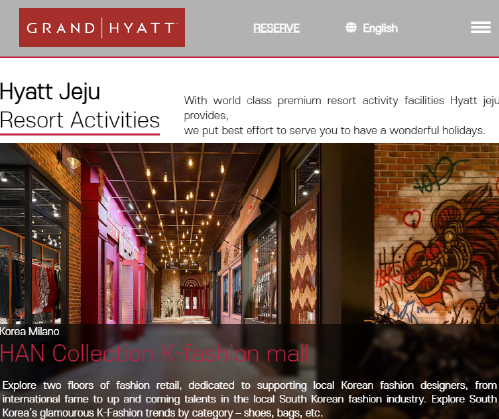 GRAND HYATT
RESERVE
English
Hyatt Jeju
Resort Activities
With world class premium resort activity facilities Hyatt jeju
provides,
we put best effort to serve you to have a wonderful holidays.
Korea Milano
HAN Collection K-fashion mall
Explore two floors of fashion retail, dedicated to supporting local Korean fashion designers, from
international fame to up and coming talents in the local South Korean fashion industry. Explore South
Korea's glamourous K-Fashion trends by category – shoes, bags, etc.